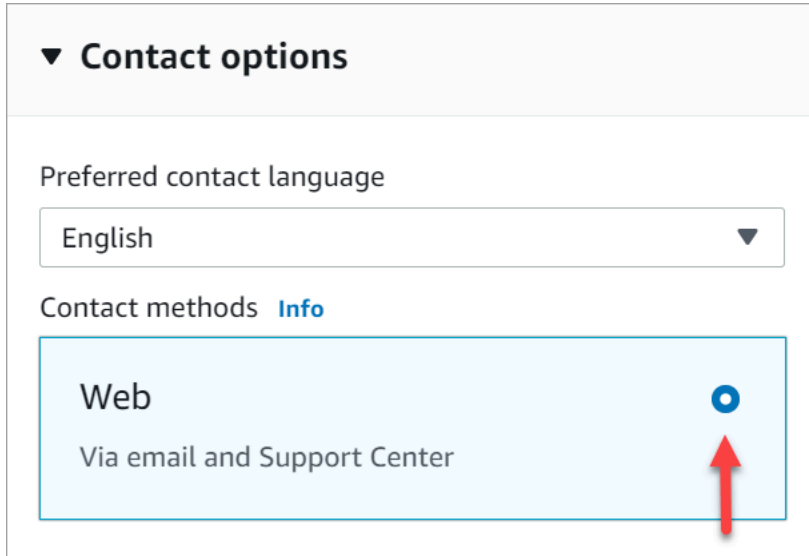 Contact options
Preferred contact language
English
Contact methods Info
Web
Via email and Support Center